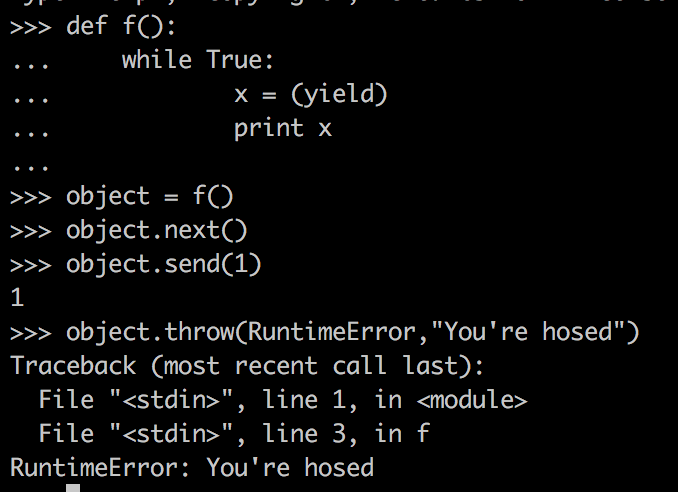 >>> def f():
...     while True:
...             x = (yield)
...             print x
...
>>> object = f()
>>> object.next()
>>> object.send(1)
1
>>> object.throw(RuntimeError,"You're hosed")
Traceback (most recent call last):
  File "<stdin>", line 1, in <module>
  File "<stdin>", line 3, in f
RuntimeError: You're hosed